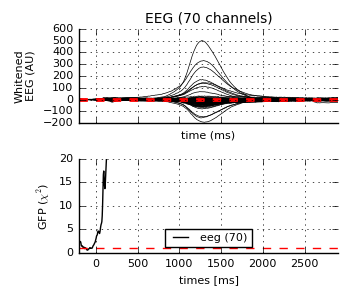 EEG (70 channels)
600
500
400
300
200
100
0
−100
−200
Whitened
EEG (AU)
time (ms)
20
15
10
5
0
GFP (χ²)
eeg (70)
0 500 1000 1500 2000 2500
times [ms]